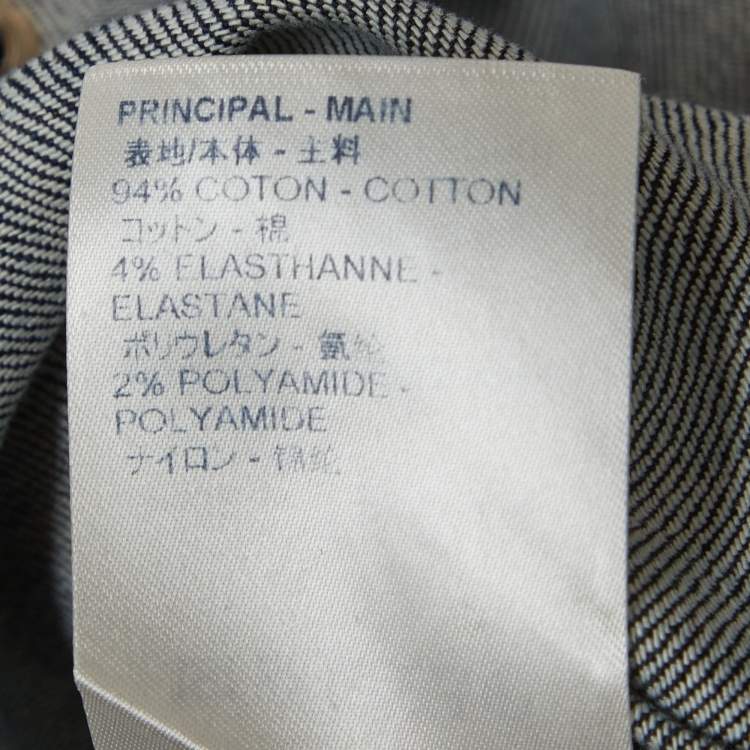 PRINCIPAL - MAIN
表地/本体 - 主料
94% COTON - COTTON
コットン - 棉
4% ELASTHANNE -
ELASTANE
ポリウレタン - 氨纶
2% POLYAMIDE -
POLYAMIDE
ナイロン - 锦纶